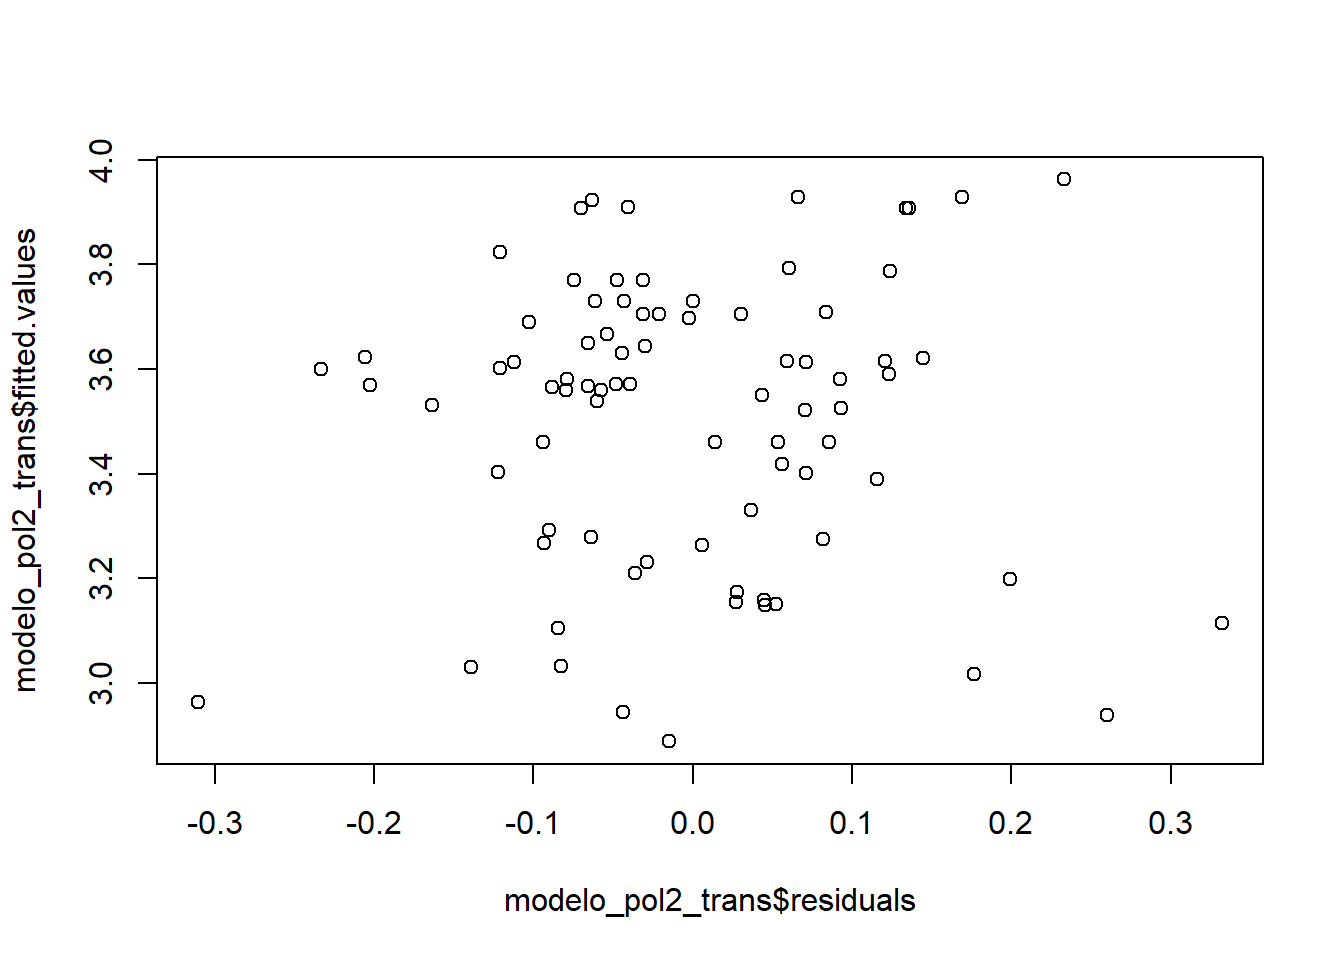 modelo_pol2_trans$fitted.values
4.0
3.8
3.6
3.4
3.2
3.0
-0.3 -0.2 -0.1 0.0 0.1 0.2 0.3
modelo_pol2_trans$residuals